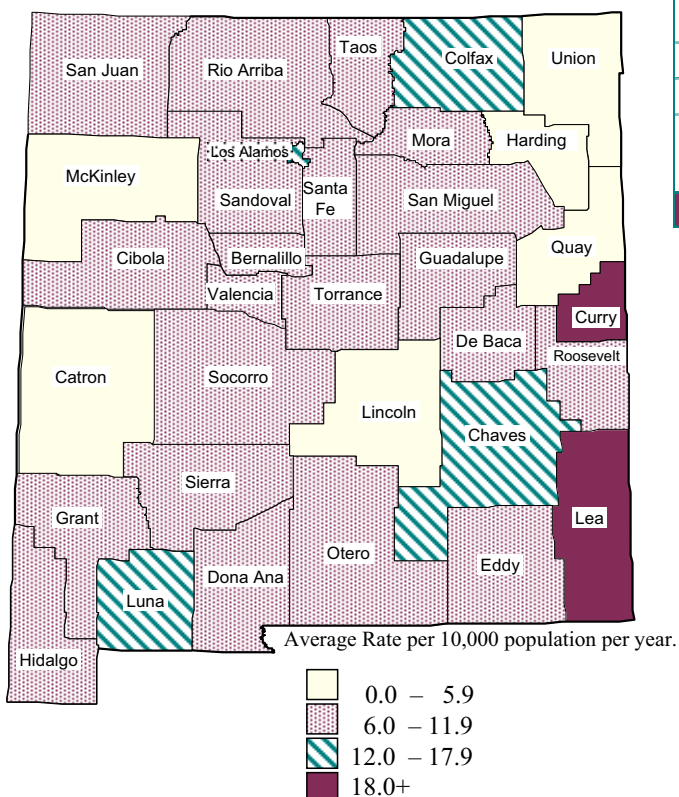 San Juan
Rio Arriba
Taos
Colfax
Union
Mora
Harding
Los Alamos
McKinley
Sandoval
Santa
Fe
San Miguel
Quay
Cibola
Bernalillo
Guadalupe
Valencia
Torrance
Curry
De Baca
Roosevelt
Catron
Socorro
Lincoln
Chaves
Sierra
Grant
Lea
Otero
Eddy
Dona Ana
Luna
Hidalgo
Average Rate per 10,000 population per year.
0.0 – 5.9
6.0 – 11.9
12.0 – 17.9
18.0+